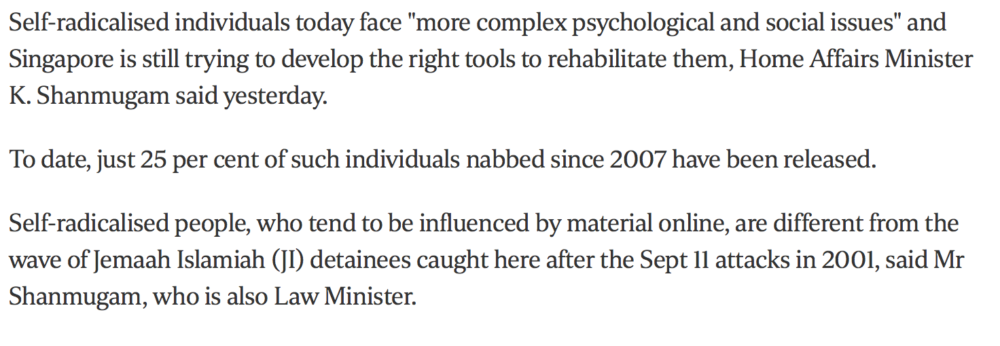 Self-radicalised individuals today face "more complex psychological and social issues" and
Singapore is still trying to develop the right tools to rehabilitate them, Home Affairs Minister
K. Shanmugam said yesterday.
To date, just 25 per cent of such individuals nabbed since 2007 have been released.
Self-radicalised people, who tend to be influenced by material online, are different from the
wave of Jemaah Islamiah (JI) detainees caught here after the Sept 11 attacks in 2001, said Mr
Shanmugam, who is also Law Minister.